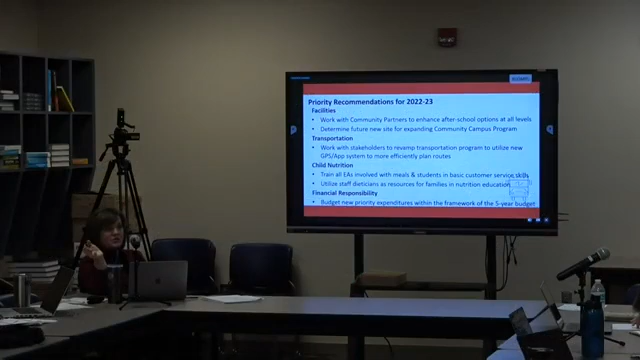 Priority Recommendations for 2022-23
Facilities
Work with Community Partners to enhance after-school options at all levels
Determine future new site for expanding Community Campus Program
Transportation
Work with stakeholders to revamp transportation program to utilize new
GPS/App system to more efficiently plan routes
Child Nutrition
Train all EAs involved with meals & students in basic customer service skills
Utilize staff dieticians as resources for families in nutrition education
Financial Responsibility
Budget new priority expenditures within the framework of the 5-year budget